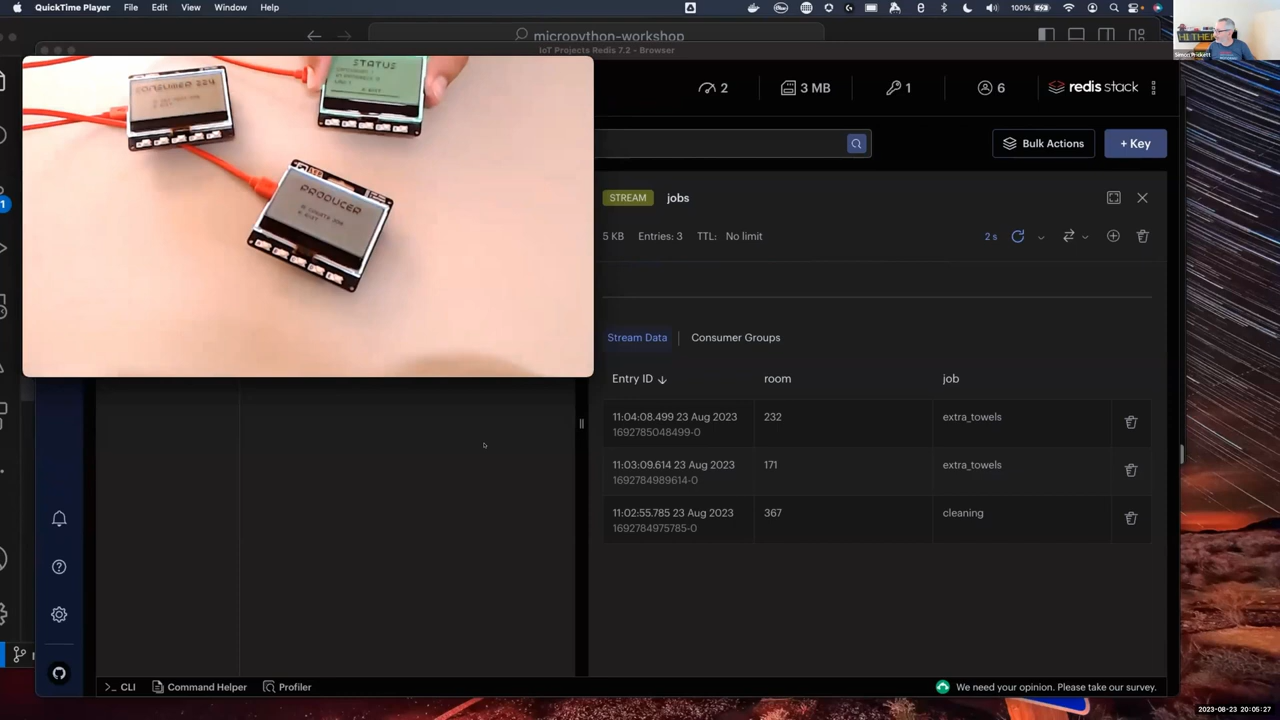 QuickTime Player File Edit View Window Help
100%
micropython-workshop
IoT Projects Redis 7.2 - Browser
Simon Prickett
CONSUMER 334
STATUS
PRODUCER
2
3 MB
1
6
redis stack
Bulk Actions
+ Key
STREAM jobs
5 KB Entries: 3 TTL: No limit
2 s
Stream Data Consumer Groups
Entry ID room job
11:04:08.499 23 Aug 2023 232 extra_towels
1692785048499-0
11:03:09.614 23 Aug 2023 171 extra_towels
1692784989614-0
11:02:55.785 23 Aug 2023 367 cleaning
1692784975785-0
1
>_ CLI Command Helper Profiler
We need your opinion. Please take our survey.
2023-08-23 20:05:27